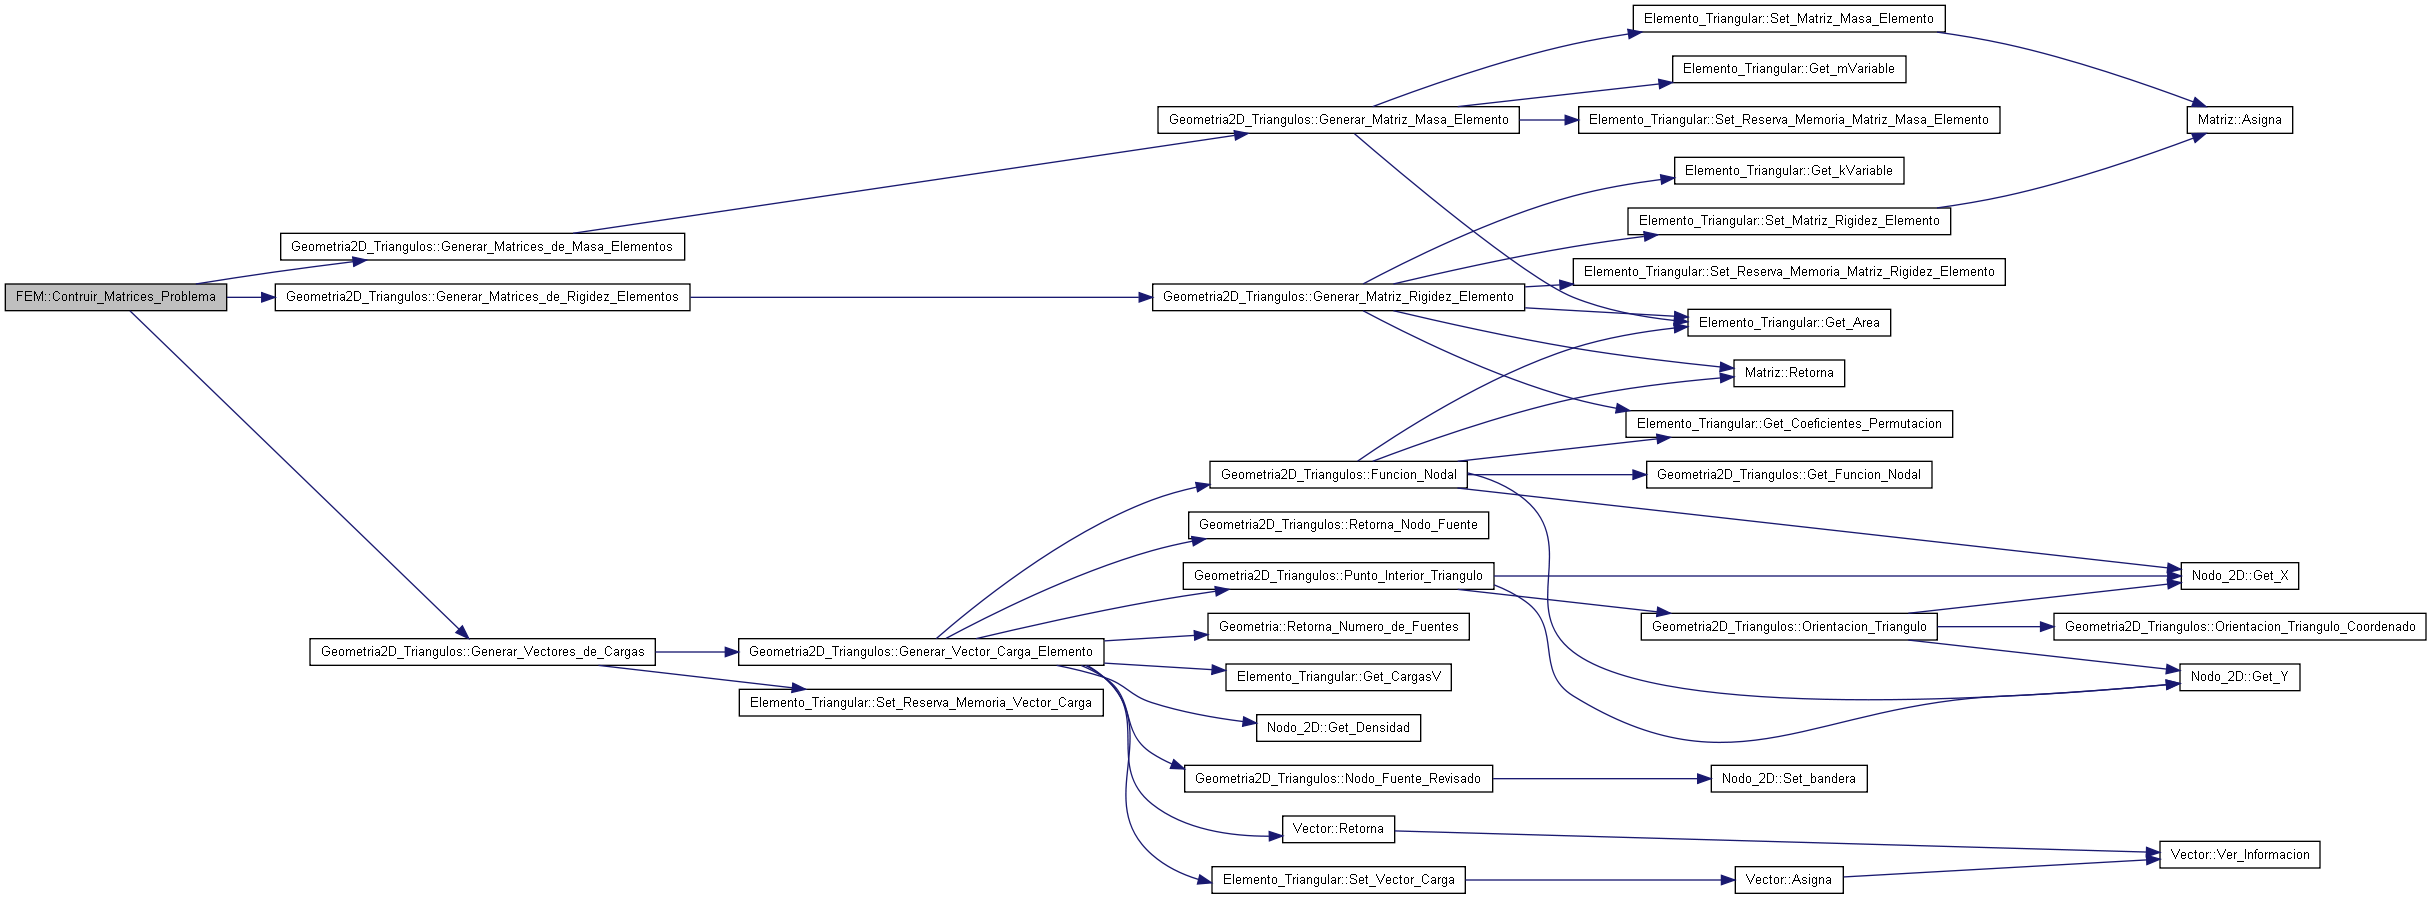 Elemento_Triangular::Set_Matriz_Masa_Elemento
Elemento_Triangular::Get_mVariable
Geometria2D_Triangulos::Generar_Matriz_Masa_Elemento
Elemento_Triangular::Set_Reserva_Memoria_Matriz_Masa_Elemento
Matriz::Asigna
Elemento_Triangular::Get_kVariable
Elemento_Triangular::Set_Matriz_Rigidez_Elemento
Geometria2D_Triangulos::Generar_Matrices_de_Masa_Elementos
Elemento_Triangular::Set_Reserva_Memoria_Matriz_Rigidez_Elemento
FEM::Contruir_Matrices_Problema
Geometria2D_Triangulos::Generar_Matrices_de_Rigidez_Elementos
Geometria2D_Triangulos::Generar_Matriz_Rigidez_Elemento
Elemento_Triangular::Get_Area
Matriz::Retorna
Elemento_Triangular::Get_Coeficientes_Permutacion
Geometria2D_Triangulos::Funcion_Nodal
Geometria2D_Triangulos::Get_Funcion_Nodal
Geometria2D_Triangulos::Retorna_Nodo_Fuente
Geometria2D_Triangulos::Punto_Interior_Triangulo
Nodo_2D::Get_X
Geometria::Retorna_Numero_de_Fuentes
Geometria2D_Triangulos::Orientacion_Triangulo
Geometria2D_Triangulos::Orientacion_Triangulo_Coordenado
Geometria2D_Triangulos::Generar_Vectores_de_Cargas
Geometria2D_Triangulos::Generar_Vector_Carga_Elemento
Elemento_Triangular::Get_CargasV
Nodo_2D::Get_Y
Elemento_Triangular::Set_Reserva_Memoria_Vector_Carga
Nodo_2D::Get_Densidad
Geometria2D_Triangulos::Nodo_Fuente_Revisado
Nodo_2D::Set_bandera
Vector::Retorna
Vector::Ver_Informacion
Elemento_Triangular::Set_Vector_Carga
Vector::Asigna